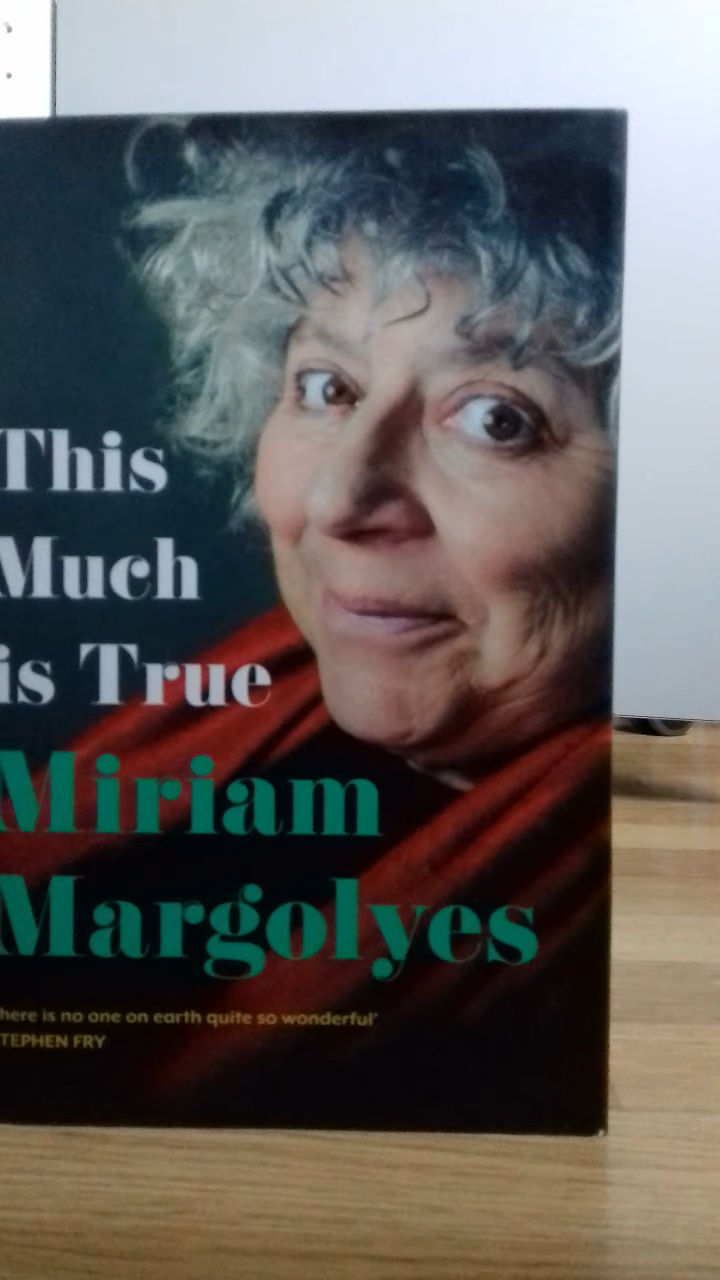 This
Much
is True
Miriam
Margolyes
here is no one on earth quite so wonderful'
TEPHEN FRY